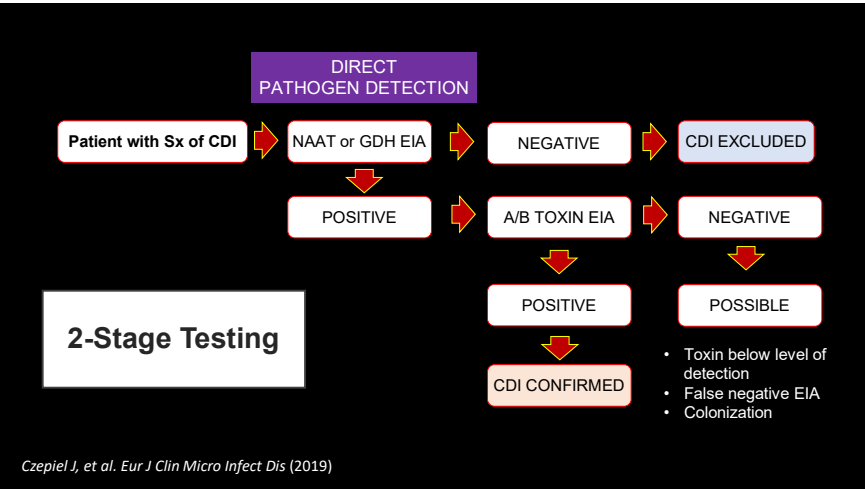 DIRECT
PATHOGEN DETECTION
Patient with Sx of CDI
NAAT or GDH EIA
NEGATIVE
CDI EXCLUDED
POSITIVE
A/B TOXIN EIA
NEGATIVE
POSITIVE
POSSIBLE
2-Stage Testing
CDI CONFIRMED
• Toxin below level of
detection
• False negative EIA
• Colonization
Czepiel J, et al. Eur J Clin Micro Infect Dis (2019)